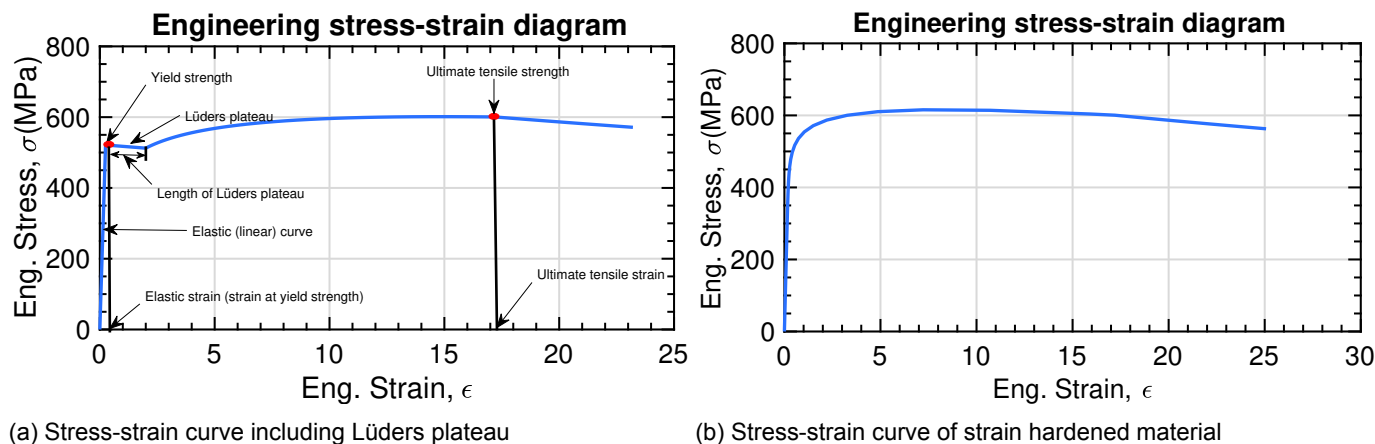 Engineering stress-strain diagram
800
600
400
200
0
Eng. Stress, σ(MPa)
Yield strength
Lüders plateau
Length of Lüders plateau
Elastic (linear) curve
Elastic strain (strain at yield strength)
Ultimate tensile strength
Ultimate tensile strain
0 5 10 15 20 25
Eng. Strain, ϵ
(a) Stress-strain curve including Lüders plateau
Engineering stress-strain diagram
800
600
400
200
0
Eng. Stress, σ(MPa)
0 5 10 15 20 25 30
Eng. Strain, ϵ
(b) Stress-strain curve of strain hardened material